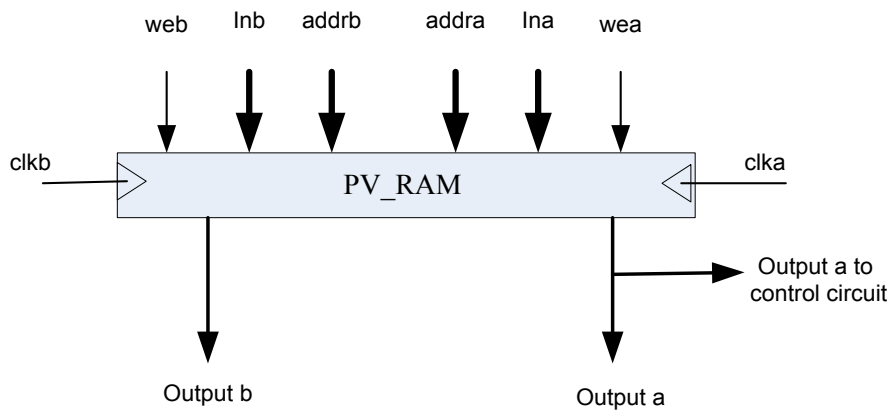 web Inb addrb addra Ina wea
clkb PV_RAM clka
Output a to
control circuit
Output b Output a